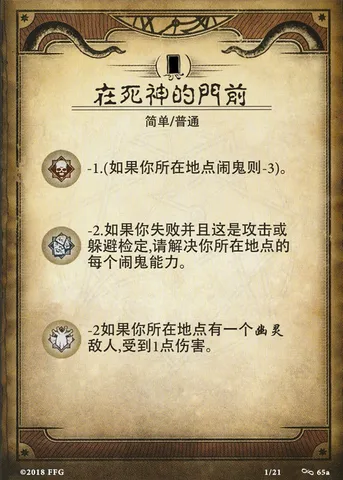 在死神的門前
简单/普通
-1.(如果你所在地点闹鬼则-3)。
-2.如果你失败并且这是攻击或
躲避检定,请解决你所在地点的
每个闹鬼能力。
-2如果你所在地点有一个幽灵
敌人,受到1点伤害。
©2018 FFG
1/21
65a